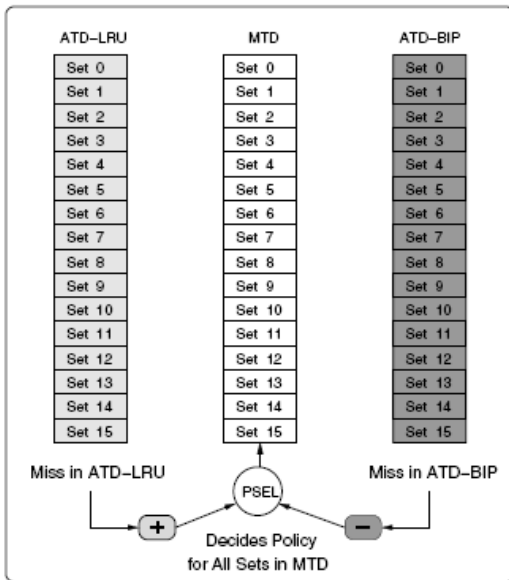 ATD-LRU
MTD
ATD-BIP
Set 0
Set 0
Set 0
Set 1
Set 1
Set 1
Set 2
Set 2
Set 2
Set 3
Set 3
Set 3
Set 4
Set 4
Set 4
Set 5
Set 5
Set 5
Set 6
Set 6
Set 6
Set 7
Set 7
Set 7
Set 8
Set 8
Set 8
Set 9
Set 9
Set 9
Set 10
Set 10
Set 10
Set 11
Set 11
Set 11
Set 12
Set 12
Set 12
Set 13
Set 13
Set 13
Set 14
Set 14
Set 14
Set 15
Set 15
Set 15
Miss in ATD-LRU
Miss in ATD-BIP
PSEL
+
−
Decides Policy
for All Sets in MTD